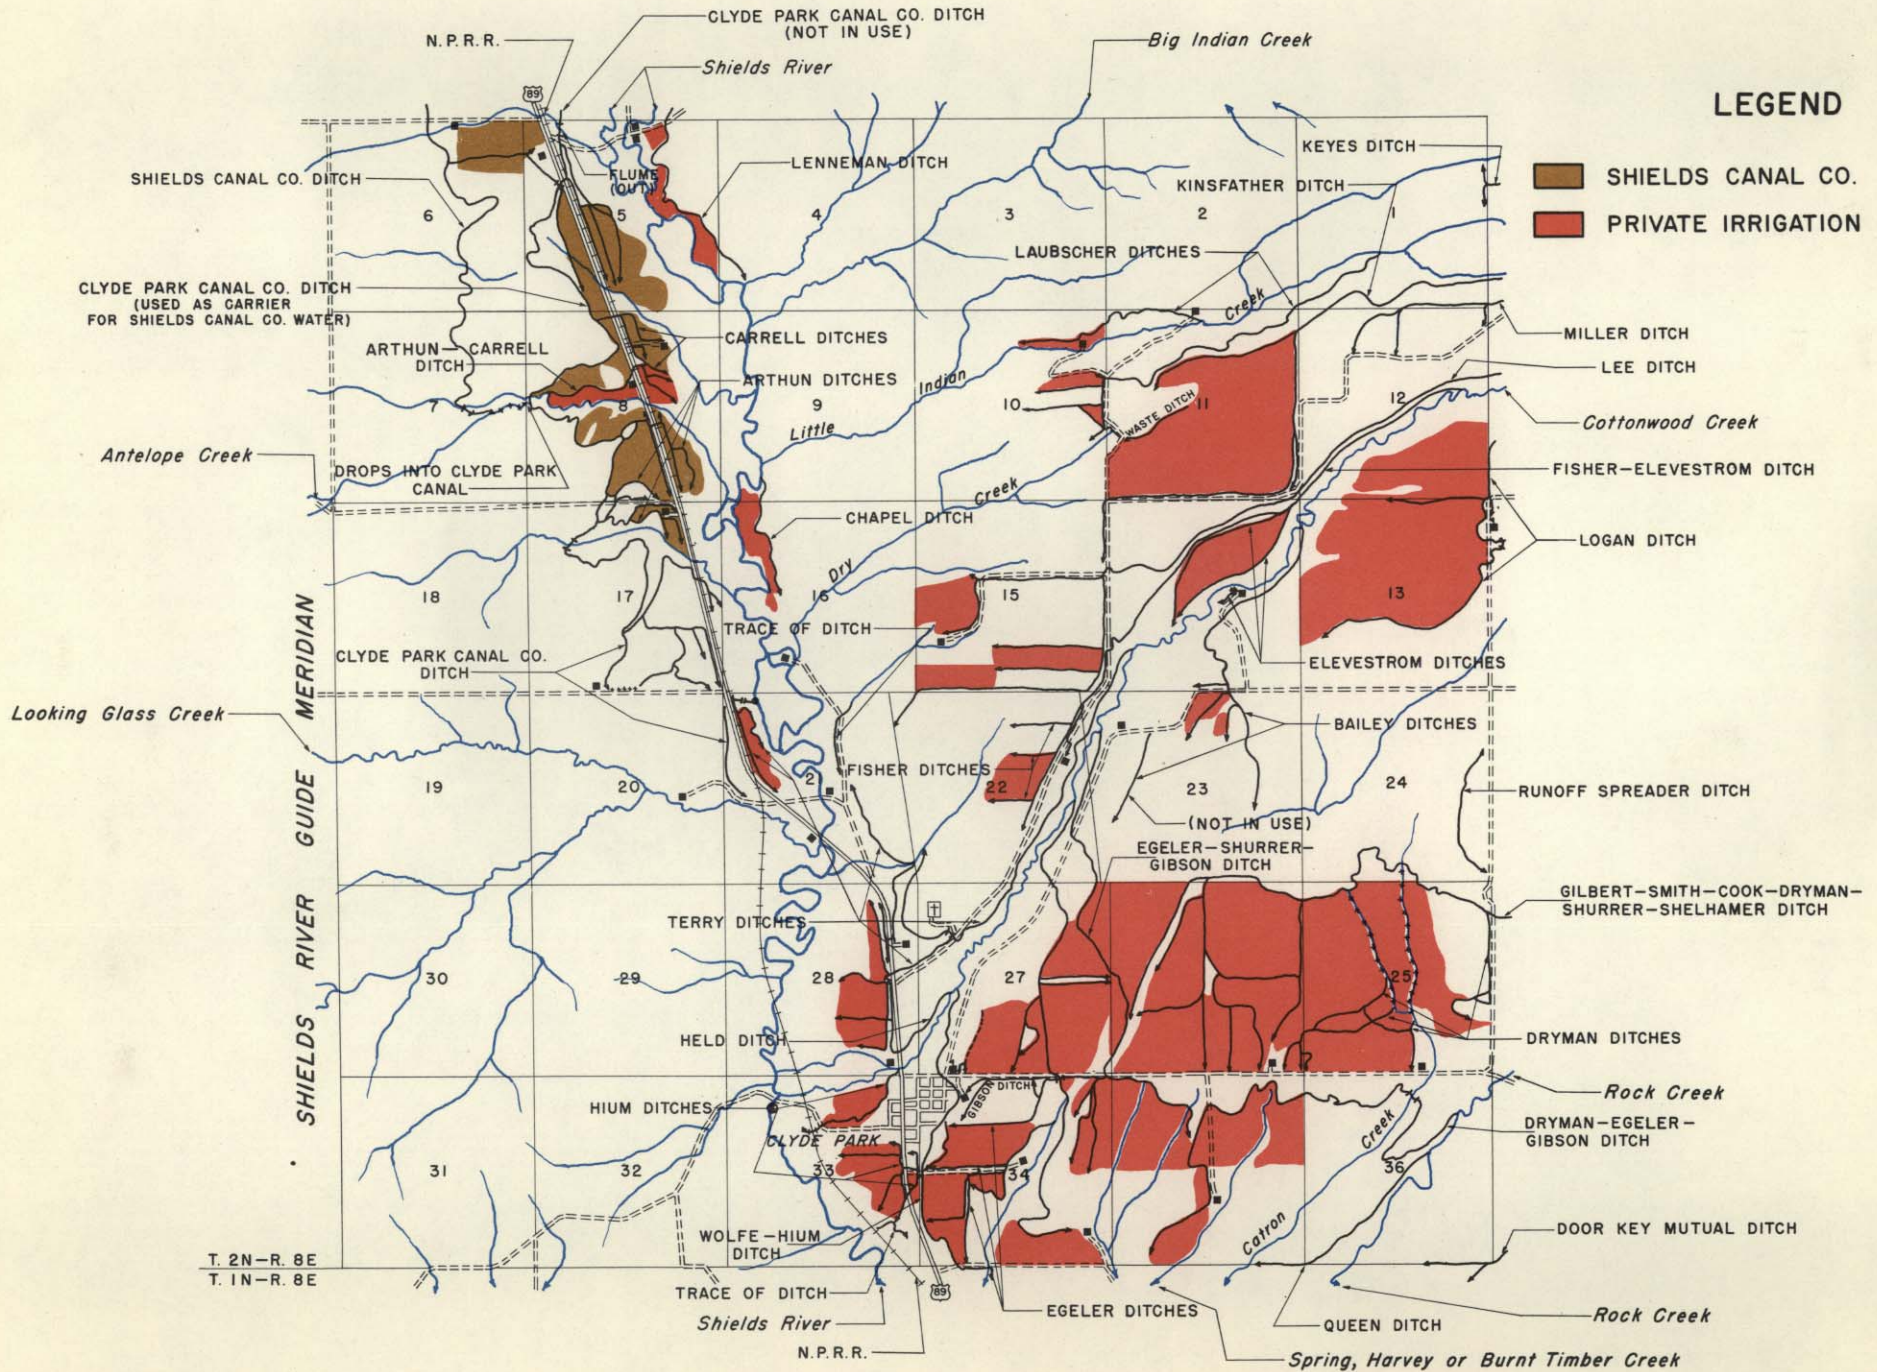 CLYDE PARK CANAL CO. DITCH
(NOT IN USE)
N.P.R.R.
Big Indian Creek
Shields River
89
LEGEND
SHIELDS CANAL CO.
PRIVATE IRRIGATION
KEYES DITCH
LENNEMAN DITCH
FLUME
(OUT)
SHIELDS CANAL CO. DITCH
KINSFATHER DITCH
6
5
4
3
2
1
LAUBSCHER DITCHES
CLYDE PARK CANAL CO. DITCH
(USED AS CARRIER
FOR SHIELDS CANAL CO. WATER)
Creek
MILLER DITCH
CARRELL DITCHES
ARTHUN-CARRELL
DITCH
LEE DITCH
ARTHUN DITCHES
Indian
7
8
9
10
11
12
WASTE DITCH
Little
Cottonwood Creek
Antelope Creek
DROPS INTO CLYDE PARK
CANAL
FISHER-ELEVESTROM DITCH
Creek
CHAPEL DITCH
LOGAN DITCH
Dry
18
17
16
15
13
TRACE OF DITCH
CLYDE PARK CANAL CO.
DITCH
ELEVESTROM DITCHES
SHIELDS RIVER GUIDE MERIDIAN
Looking Glass Creek
BAILEY DITCHES
FISHER DITCHES
19
20
2
22
23
24
RUNOFF SPREADER DITCH
(NOT IN USE)
EGELER-SHURRER-
GIBSON DITCH
GILBERT-SMITH-COOK-DRYMAN-
SHURRER-SHELHAMER DITCH
TERRY DITCHES
30
29
28
27
25
HELD DITCH
DRYMAN DITCHES
GIBSON DITCH
Rock Creek
HIUM DITCHES
DRYMAN-EGELER-
GIBSON DITCH
CLYDE PARK
Creek
31
32
33
34
36
WOLFE-HIUM
DITCH
Catron
DOOR KEY MUTUAL DITCH
T. 2N-R. 8E
T. 1N-R. 8E
TRACE OF DITCH
89
EGELER DITCHES
Shields River
QUEEN DITCH
Rock Creek
N.P.R.R.
Spring, Harvey or Burnt Timber Creek